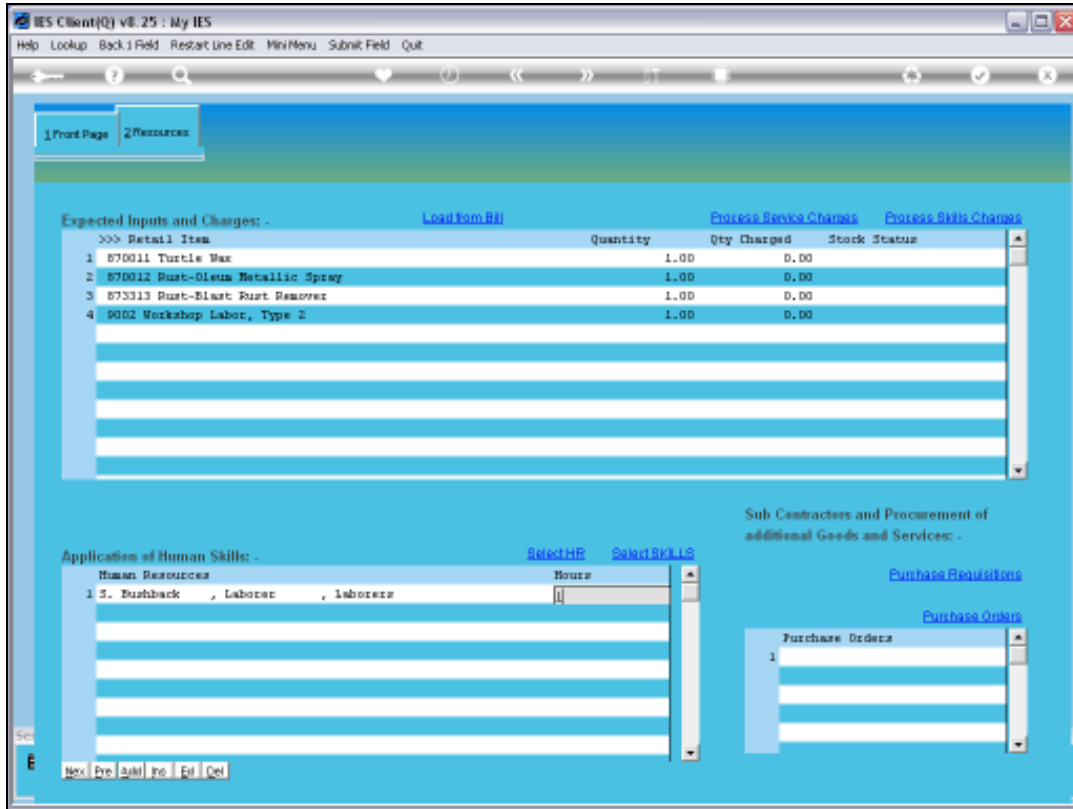 IES Client(Q) v8.25 : My IES
Help Lookup Back 1 Field Restart Line Edit MiniMenu Submit Field Quit
1 Front Page 2 Resources
Expected Inputs and Charges: - Load from Bill Process Service Charges Process Skills Charges
>>> Retail Item Quantity Qty Charged Stock Status
1 870011 Turtle Wax 1.00 0.00
2 870012 Rust-Oleum Metallic Spray 1.00 0.00
3 873313 Rust-Blast Rust Remover 1.00 0.00
4 9002 Workshop Labor, Type 2 1.00 0.00
Sub Contractors and Procurement of
additional Goods and Services: -
Application of Human Skills: - Select HR Select SKILLS
Human Resources Hours
Purchase Requisitions
1 S. Bushback , Laborer , laborers 1
Purchase Orders
Purchase Orders
1
Nex Pre Add Ins Ed Del